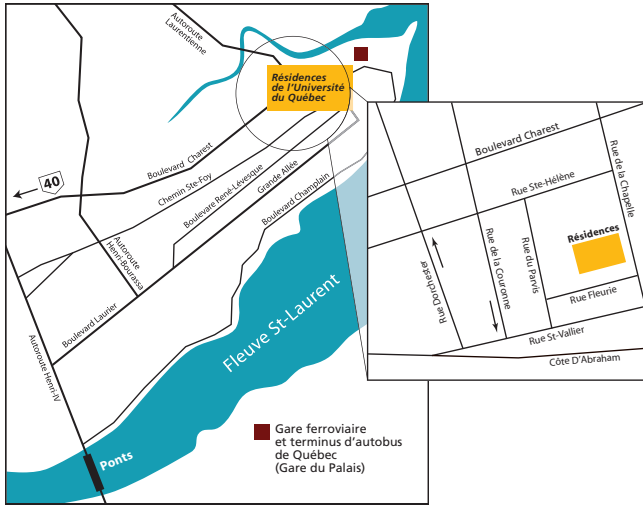 Autoroute
Laurentienne
Résidences
de l'Université
du Québec
40
Boulevard Charest
Chemin Ste-Foy
Boulevare René-Lévesque
Grande Allée
Boulevard Champlain
Autoroute
Henri-Bourassa
Boulevard Laurier
Autoroute Henri-IV
Fleuve St-Laurent
Ponts
Gare ferroviaire
et terminus d'autobus
de Québec
(Gare du Palais)
Boulevard Charest
Rue de la Chapelle
Rue Ste-Hélène
Résidences
Rue Dorchester
Rue de la Couronne
Rue du Parvis
Rue Fleurie
Rue St-Vallier
Côte D'Abraham